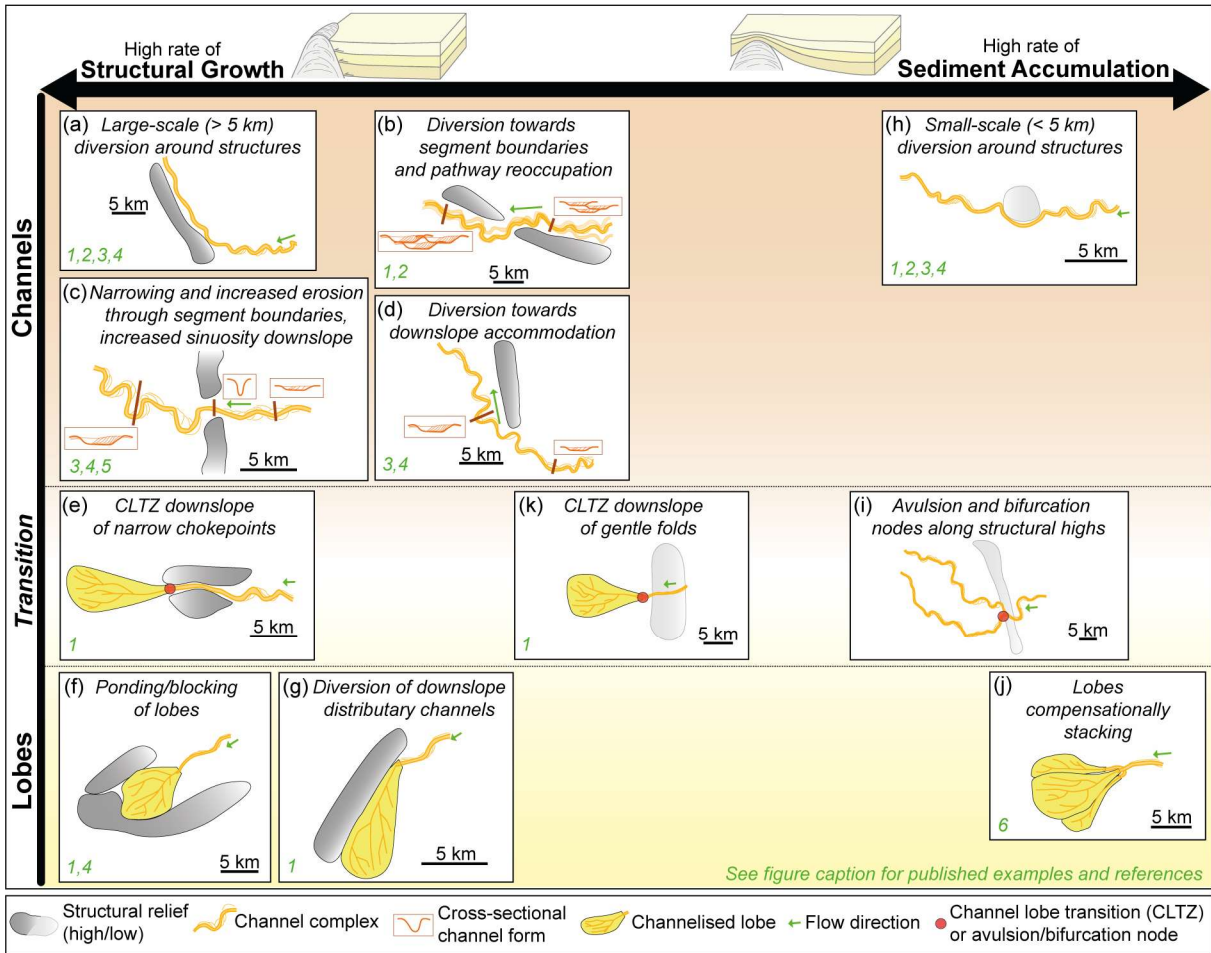 High rate of
Structural Growth
High rate of
Sediment Accumulation
Channels
Transition
Lobes
(a) Large-scale (> 5 km)
diversion around structures
5 km
1,2,3,4
(b) Diversion towards
segment boundaries
and pathway reoccupation
1,2
5 km
(h) Small-scale (< 5 km)
diversion around structures
1,2,3,4
5 km
(c) Narrowing and increased erosion
through segment boundaries,
increased sinuosity downslope
3,4,5
5 km
(d) Diversion towards
downslope accommodation
3,4
5 km
(e) CLTZ downslope
of narrow chokepoints
1
5 km
(k) CLTZ downslope
of gentle folds
1
5 km
(i) Avulsion and bifurcation
nodes along structural highs
5 km
(f) Ponding/blocking
of lobes
1,4
5 km
(g) Diversion of downslope
distributary channels
1
5 km
(j) Lobes
compensationally
stacking
6
5 km
See figure caption for published examples and references
Structural relief
(high/low)
Channel complex
Cross-sectional
channel form
Channelised lobe
Flow direction
Channel lobe transition (CLTZ)
or avulsion/bifurcation node